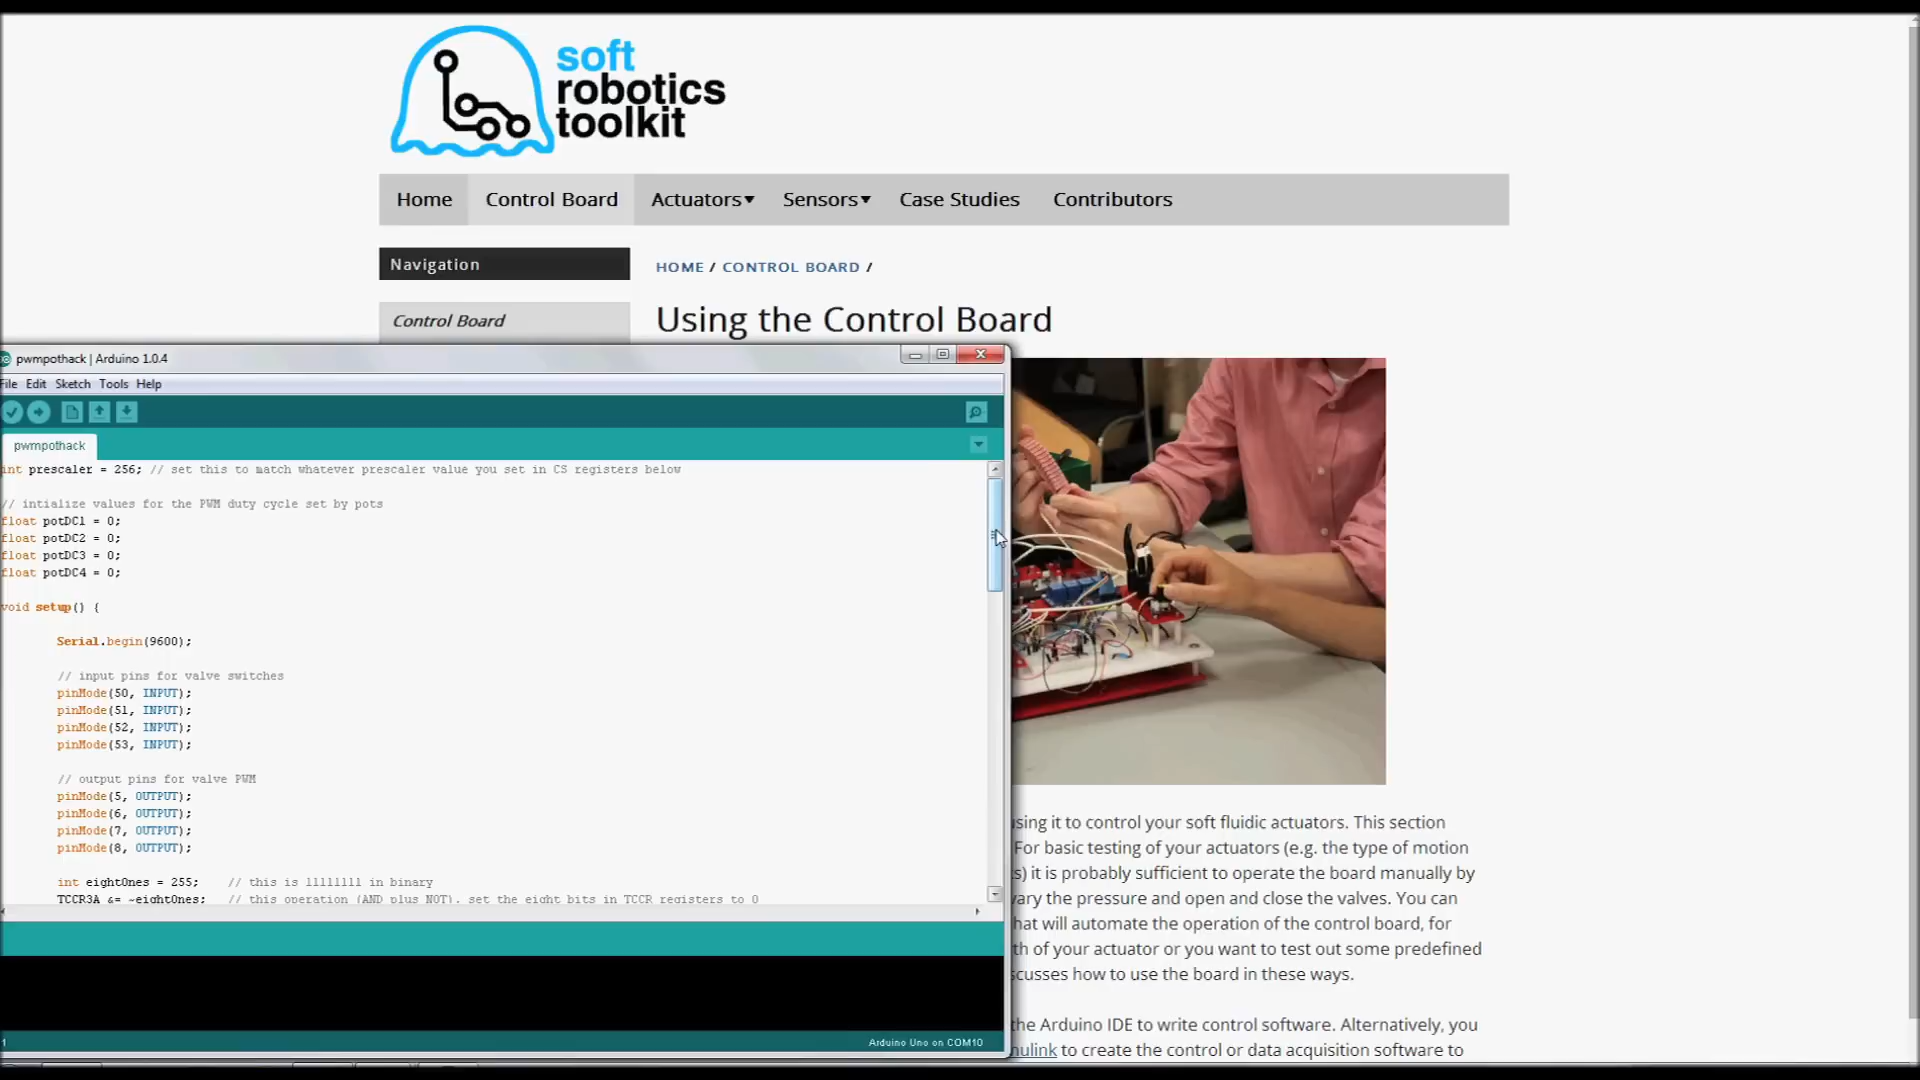 soft
robotics
toolkit
Home Control Board Actuators▾ Sensors▾ Case Studies Contributors
Navigation
HOME / CONTROL BOARD /
Control Board
Using the Control Board
pwmpothack | Arduino 1.0.4
File Edit Sketch Tools Help
pwmpothack
int prescaler = 256; // set this to match whatever prescaler value you set in CS registers below
// intialize values for the PWM duty cycle set by pots
float potDC1 = 0;
float potDC2 = 0;
float potDC3 = 0;
float potDC4 = 0;
void setup() {
Serial.begin(9600);
// input pins for valve switches
pinMode(50, INPUT);
pinMode(51, INPUT);
pinMode(52, INPUT);
pinMode(53, INPUT);
// output pins for valve PWM
pinMode(5, OUTPUT);
pinMode(6, OUTPUT);
pinMode(7, OUTPUT);
pinMode(8, OUTPUT);
int eightOnes = 255; // this is 11111111 in binary
TCCR3A &= ~eightOnes; // this operation (AND plus NOT), set the eight bits in TCCR registers to 0
Arduino Uno on COM10
using it to control your soft fluidic actuators. This section
For basic testing of your actuators (e.g. the type of motion
s) it is probably sufficient to operate the board manually by
vary the pressure and open and close the valves. You can
hat will automate the operation of the control board, for
th of your actuator or you want to test out some predefined
scusses how to use the board in these ways.
the Arduino IDE to write control software. Alternatively, you
mulink to create the control or data acquisition software to